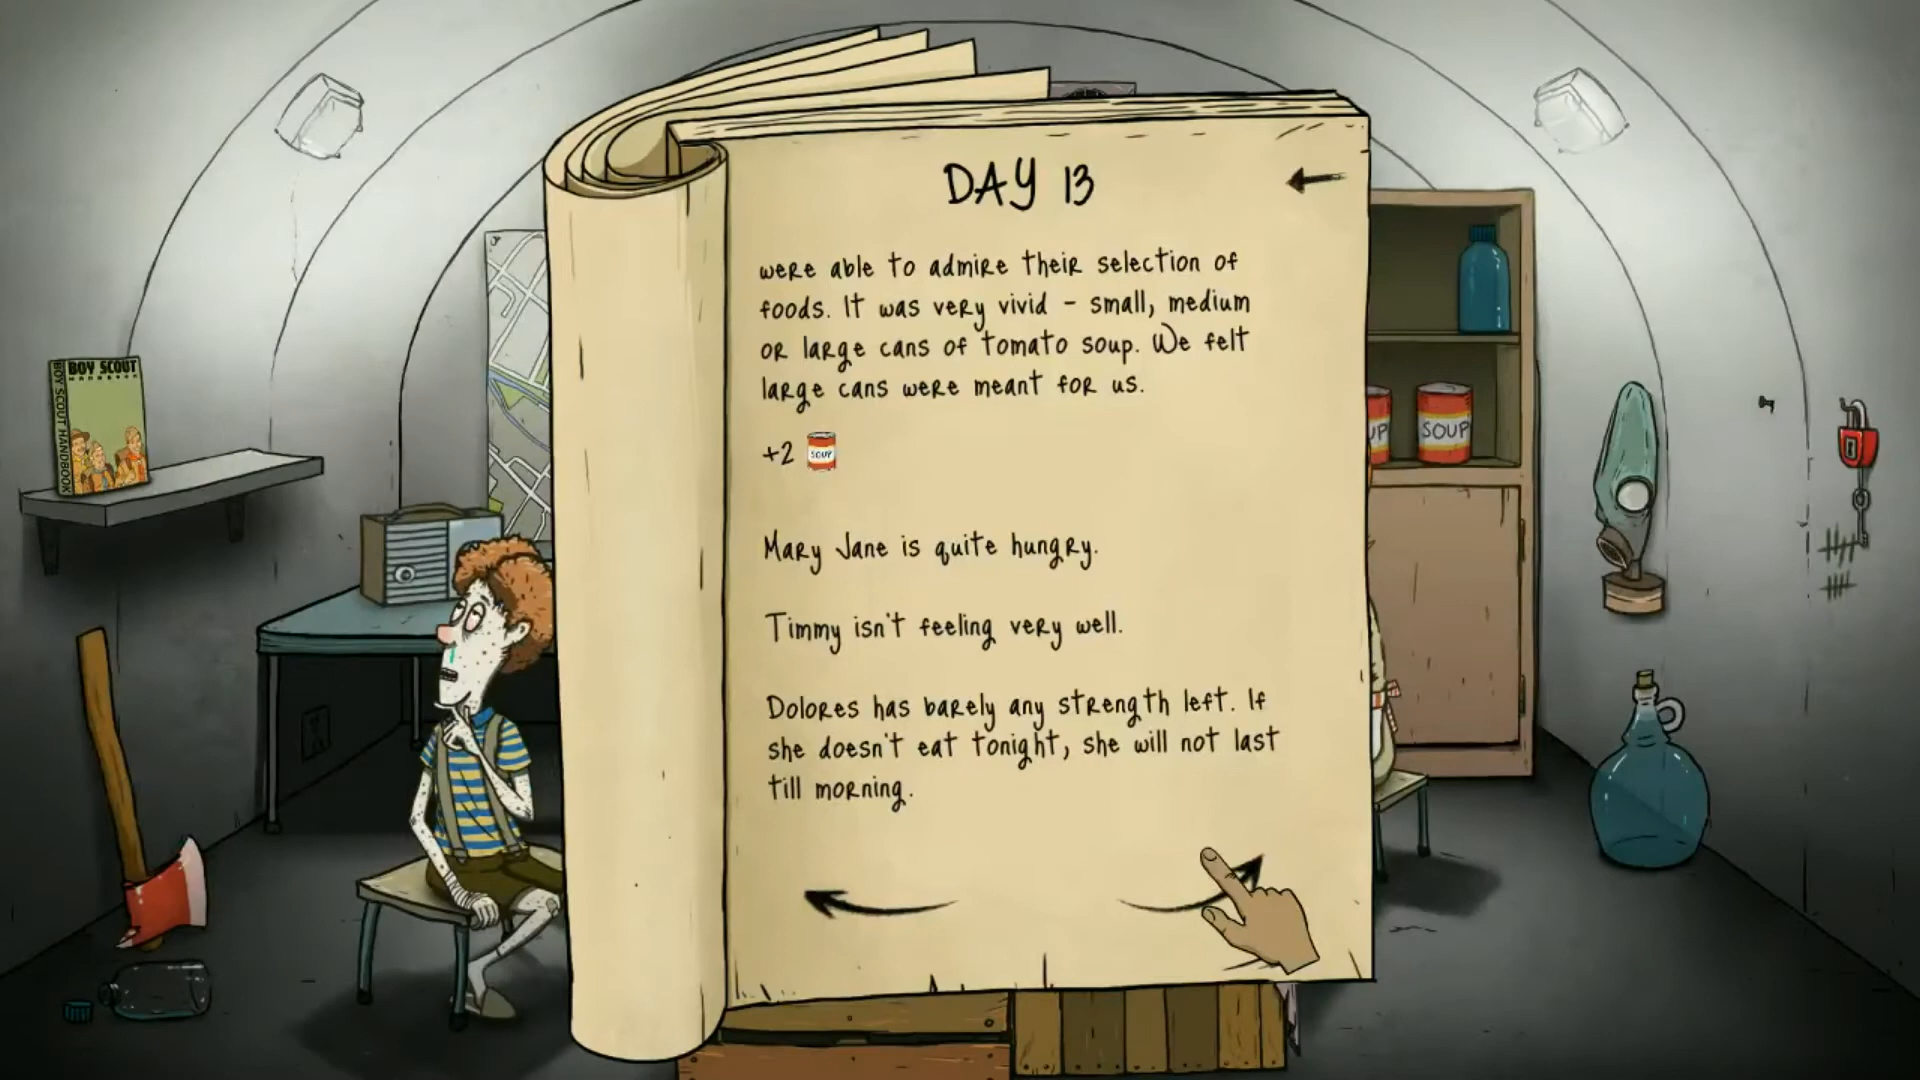 DAY 13
were able to admire their selection of
foods. It was very vivid - small, medium
or large cans of tomato soup. We felt
large cans were meant for us.
+2
SOUP
Mary Jane is quite hungry.
Timmy isn't feeling very well.
Dolores has barely any strength left. If
she doesn't eat tonight, she will not last
till morning.
BOY SCOUT
HANDBOOK
BOY SCOUT HANDBOOK
UP
SOUP